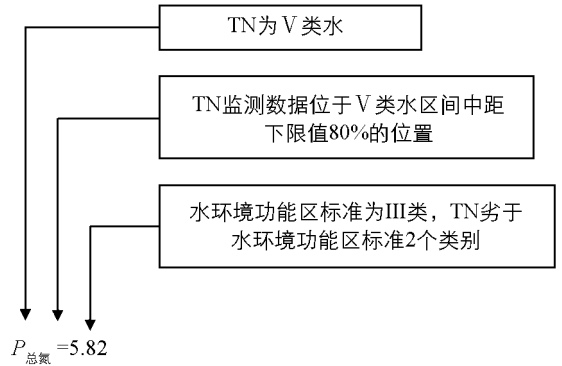 TN为Ⅴ类水
TN监测数据位于Ⅴ类水区间中距
下限值80%的位置
水环境功能区标准为III类，TN劣于
水环境功能区标准2个类别
P总氮 =5.82